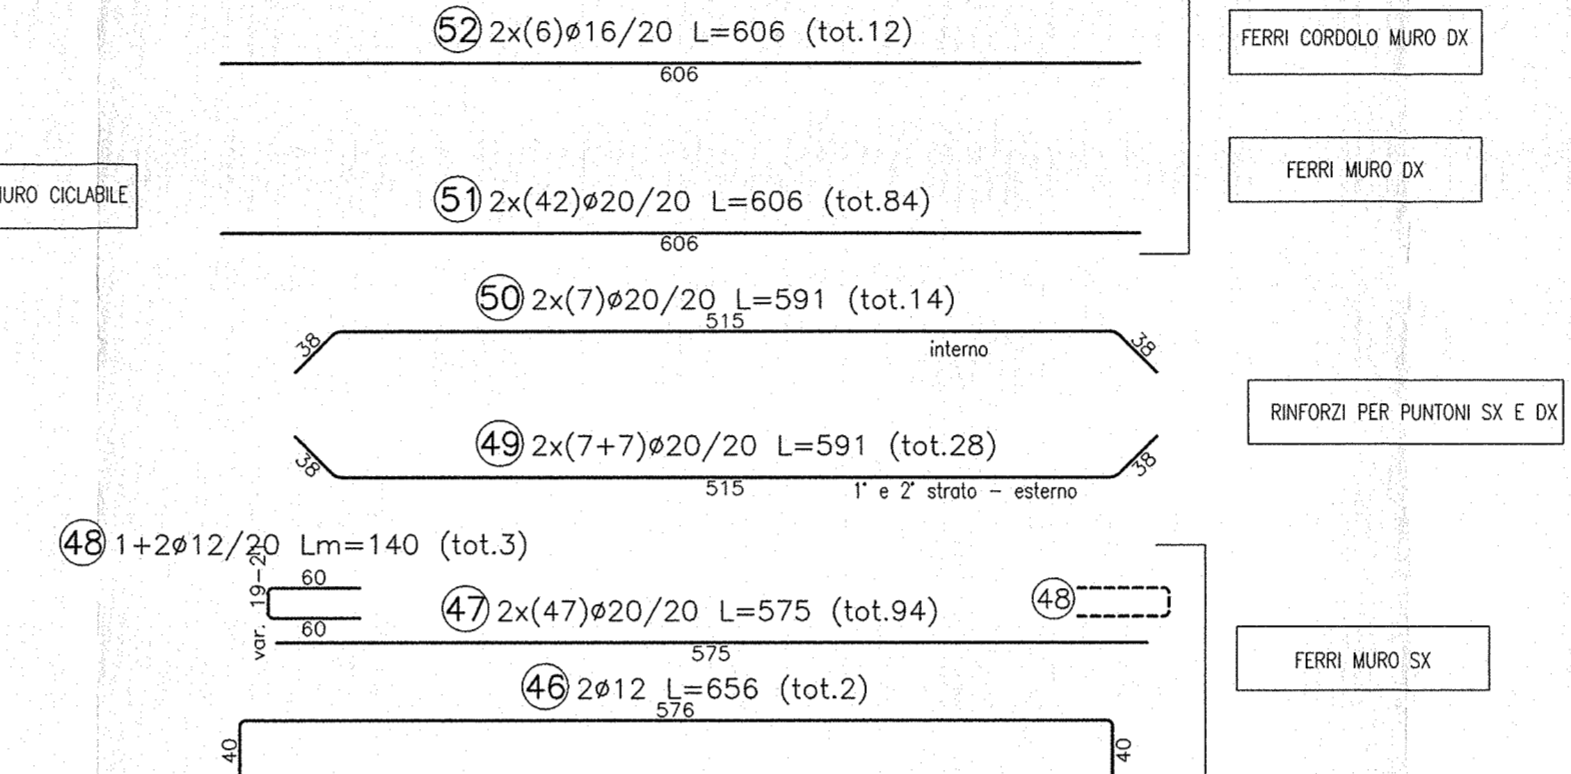 52 2x(6)ø16/20 L=606 (tot.12)
606
FERRI CORDOLO MURO DX
CICLABILE
51 2x(42)ø20/20 L=606 (tot.84)
606
FERRI MURO DX
50 2x(7)ø20/20 L=591 (tot.14)
515
38
38
interno
RINFORZI PER PUNTONI SX E DX
49 2x(7+7)ø20/20 L=591 (tot.28)
38
38
515
1° e 2° strato – esterno
48 1+2ø12/20 Lm=140 (tot.3)
60
60
var.
47 2x(47)ø20/20 L=575 (tot.94)
48
575
FERRI MURO SX
46 2ø12 L=656 (tot.2)
576
40
40